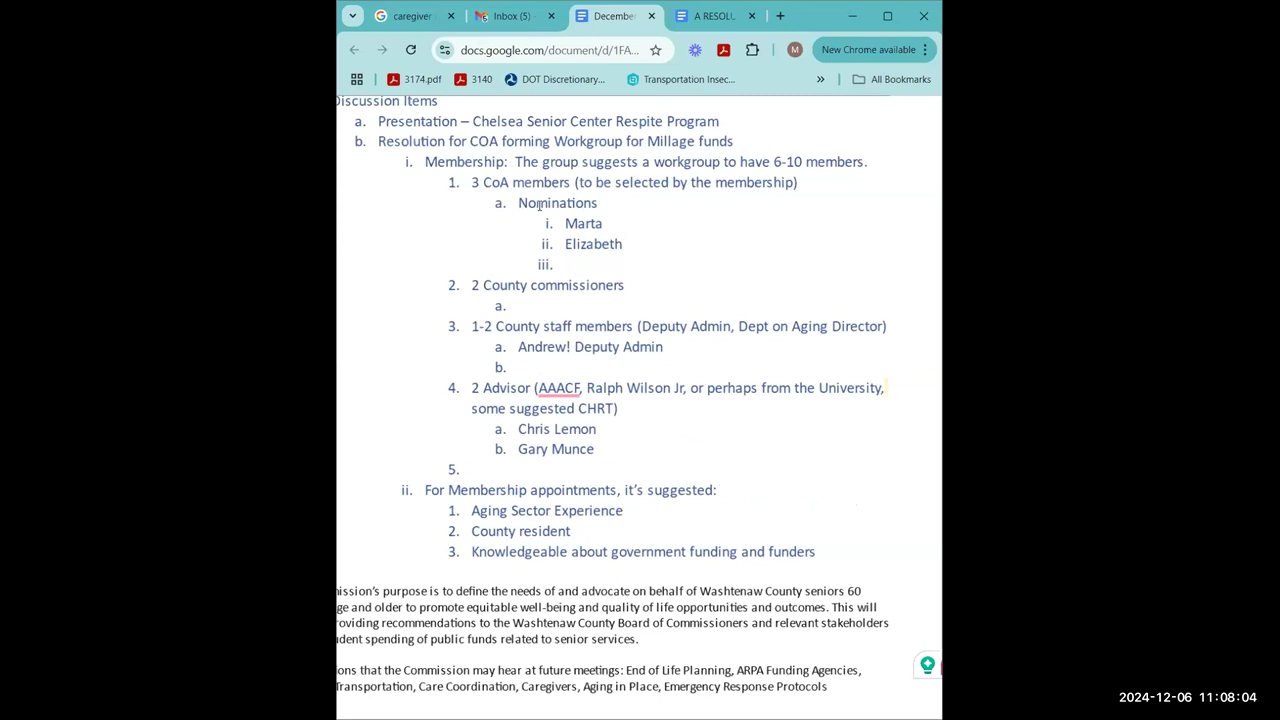 caregiver
Inbox (5)
December
A RESOLU
docs.google.com/document/d/1FA...
M
New Chrome available
3174.pdf
3140
DOT Discretionary...
Transportation Insec...
»
All Bookmarks
Discussion Items
a. Presentation – Chelsea Senior Center Respite Program
b. Resolution for COA forming Workgroup for Millage funds
i. Membership: The group suggests a workgroup to have 6-10 members.
1. 3 CoA members (to be selected by the membership)
a. Nominations
i. Marta
ii. Elizabeth
iii.
2. 2 County commissioners
a.
3. 1-2 County staff members (Deputy Admin, Dept on Aging Director)
a. Andrew! Deputy Admin
b.
4. 2 Advisor (AAACF, Ralph Wilson Jr, or perhaps from the University,
some suggested CHRT)
a. Chris Lemon
b. Gary Munce
5.
ii. For Membership appointments, it’s suggested:
1. Aging Sector Experience
2. County resident
3. Knowledgeable about government funding and funders
mission’s purpose is to define the needs of and advocate on behalf of Washtenaw County seniors 60
ge and older to promote equitable well-being and quality of life opportunities and outcomes. This will
roviding recommendations to the Washtenaw County Board of Commissioners and relevant stakeholders
udent spending of public funds related to senior services.
ions that the Commission may hear at future meetings: End of Life Planning, ARPA Funding Agencies,
Transportation, Care Coordination, Caregivers, Aging in Place, Emergency Response Protocols
2024-12-06 11:08:04